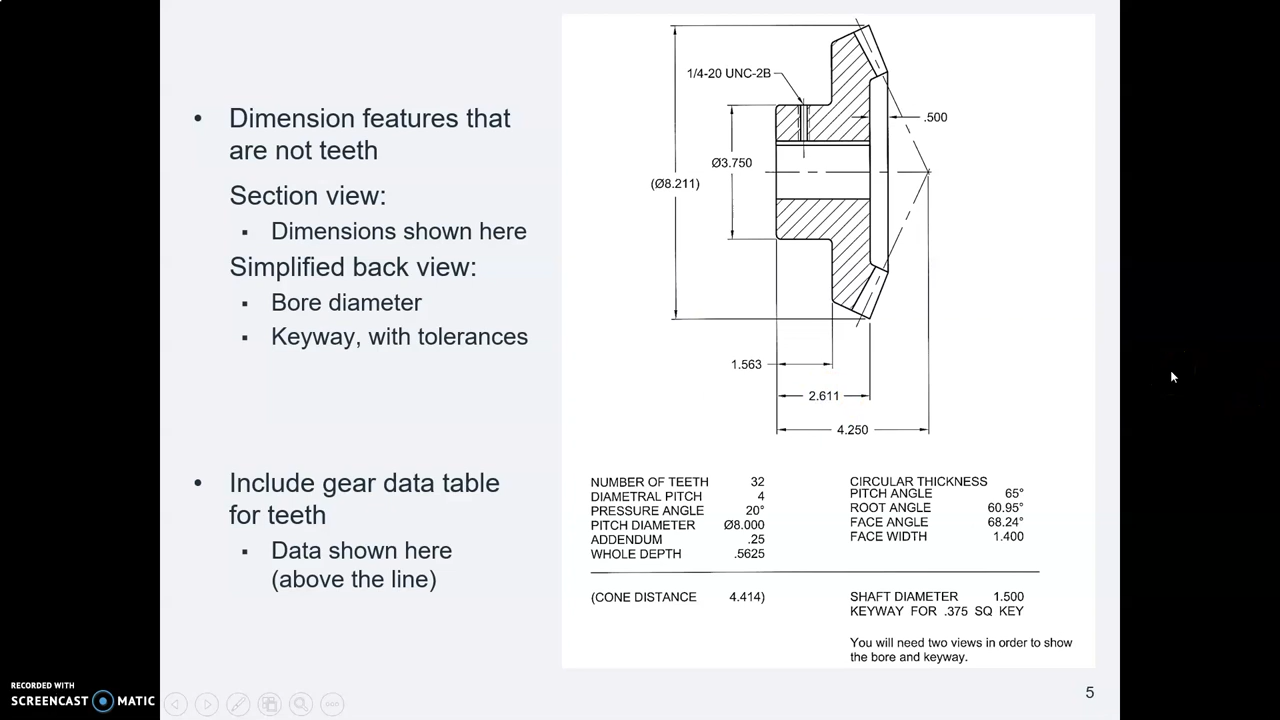 • Dimension features that
are not teeth
Section view:
▪ Dimensions shown here
Simplified back view:
▪ Bore diameter
▪ Keyway, with tolerances
• Include gear data table
for teeth
▪ Data shown here
(above the line)
1/4-20 UNC-2B
.500
Ø3.750
(Ø8.211)
1.563
2.611
4.250
NUMBER OF TEETH 32
DIAMETRAL PITCH 4
PRESSURE ANGLE 20°
PITCH DIAMETER Ø8.000
ADDENDUM .25
WHOLE DEPTH .5625
CIRCULAR THICKNESS
PITCH ANGLE 65°
ROOT ANGLE 60.95°
FACE ANGLE 68.24°
FACE WIDTH 1.400
(CONE DISTANCE 4.414)
SHAFT DIAMETER 1.500
KEYWAY FOR .375 SQ KEY
You will need two views in order to show
the bore and keyway.
5
RECORDED WITH
SCREENCAST MATIC